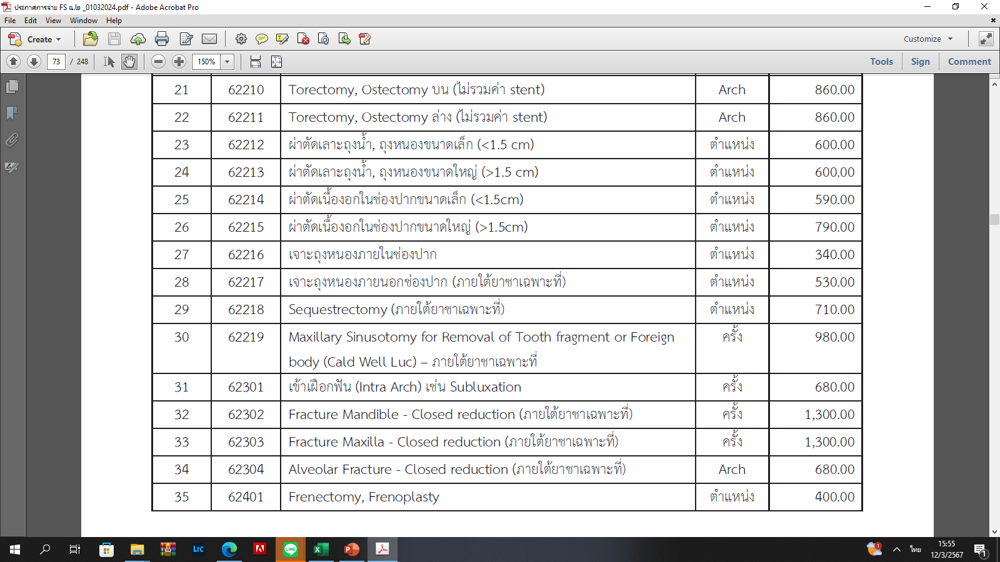 ประกาศการจ่าย FS ฉ.๒ _01032024.pdf - Adobe Acrobat Pro
File Edit View Window Help
Create Customize
73 / 248 150% Tools Sign Comment
21 62210 Torectomy, Ostectomy บน (ไม่รวมค่า stent) Arch 860.00
22 62211 Torectomy, Ostectomy ล่าง (ไม่รวมค่า stent) Arch 860.00
23 62212 ผ่าตัดเลาะถุงน้ำ, ถุงหนองขนาดเล็ก (<1.5 cm) ตำแหน่ง 600.00
24 62213 ผ่าตัดเลาะถุงน้ำ, ถุงหนองขนาดใหญ่ (>1.5 cm) ตำแหน่ง 600.00
25 62214 ผ่าตัดเนื้องอกในช่องปากขนาดเล็ก (<1.5cm) ตำแหน่ง 590.00
26 62215 ผ่าตัดเนื้องอกในช่องปากขนาดใหญ่ (>1.5cm) ตำแหน่ง 790.00
27 62216 เจาะถุงหนองภายในช่องปาก ตำแหน่ง 340.00
28 62217 เจาะถุงหนองภายนอกช่องปาก (ภายใต้ยาชาเฉพาะที่) ตำแหน่ง 530.00
29 62218 Sequestrectomy (ภายใต้ยาชาเฉพาะที่) ตำแหน่ง 710.00
30 62219 Maxillary Sinusotomy for Removal of Tooth fragment or Foreign ครั้ง 980.00
body (Cald Well Luc) – ภายใต้ยาชาเฉพาะที่
31 62301 เข้าเฝือกฟัน (Intra Arch) เช่น Subluxation ครั้ง 680.00
32 62302 Fracture Mandible - Closed reduction (ภายใต้ยาชาเฉพาะที่) ครั้ง 1,300.00
33 62303 Fracture Maxilla - Closed reduction (ภายใต้ยาชาเฉพาะที่) ครั้ง 1,300.00
34 62304 Alveolar Fracture - Closed reduction (ภายใต้ยาชาเฉพาะที่) Arch 680.00
35 62401 Frenectomy, Frenoplasty ตำแหน่ง 400.00
Lrc LINE 1 ไทย 15:55
12/3/2567 1